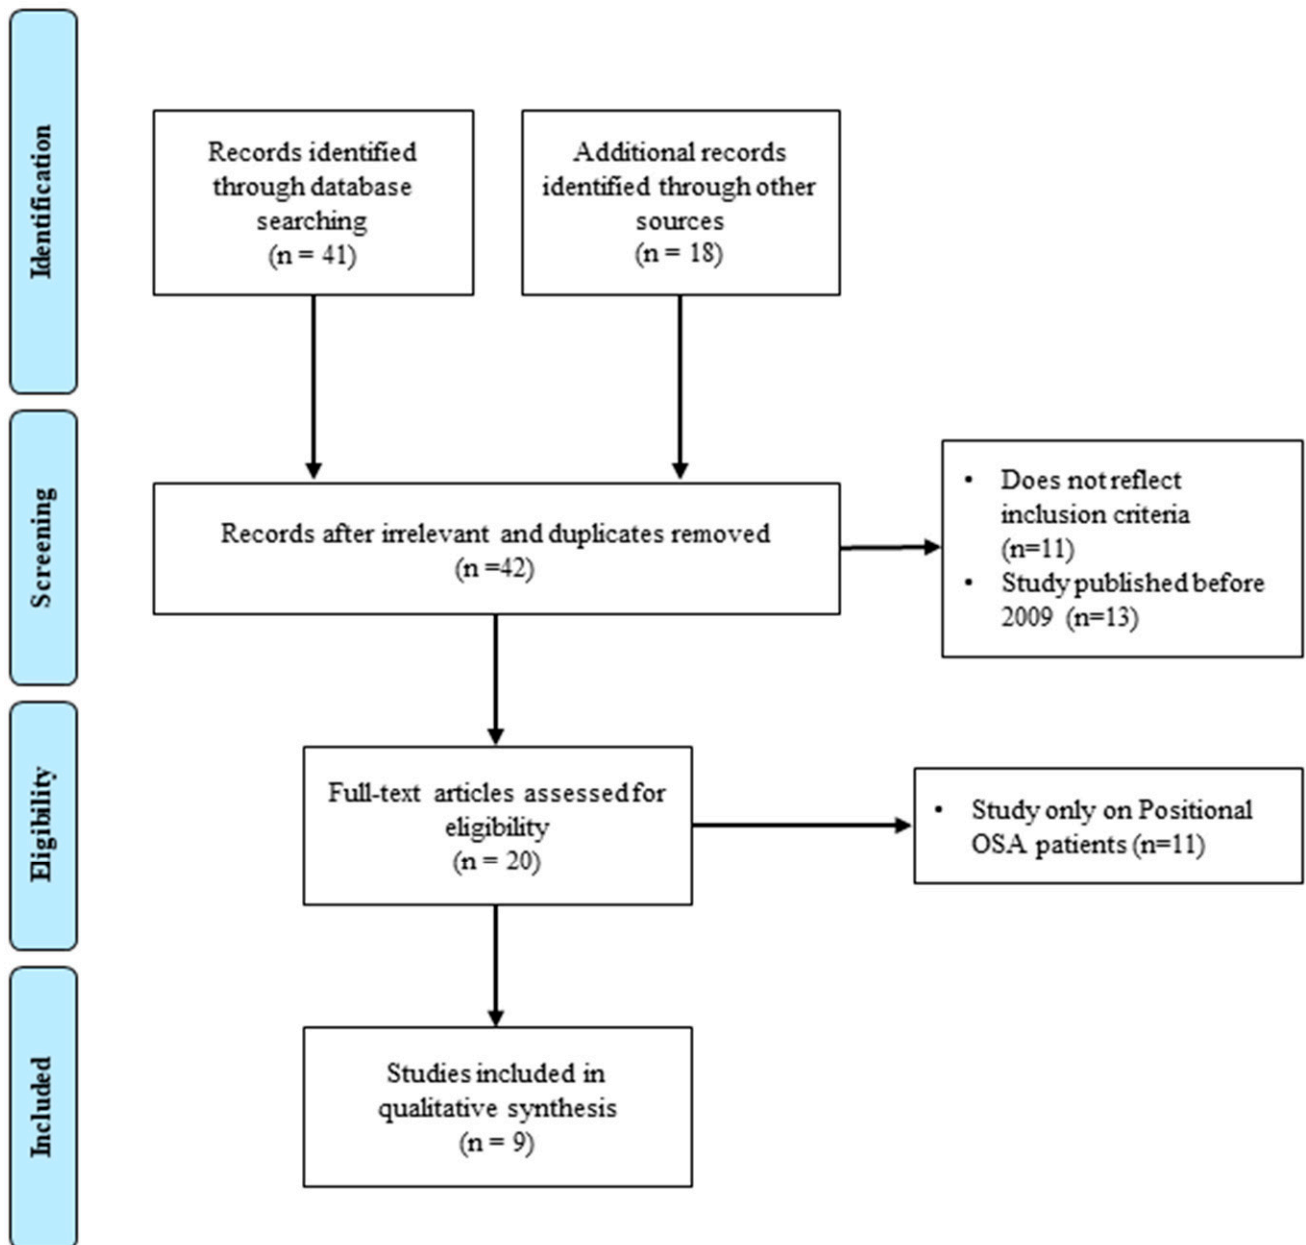 Identification
Records identified
through database
searching
(n = 41)
Additional records
identified through other
sources
(n = 18)
Screening
Records after irrelevant and duplicates removed
(n =42)
• Does not reflect
inclusion criteria
(n=11)
• Study published before
2009 (n=13)
Eligibility
Full-text articles assessed for
eligibility
(n = 20)
• Study only on Positional
OSA patients (n=11)
Included
Studies included in
qualitative synthesis
(n = 9)